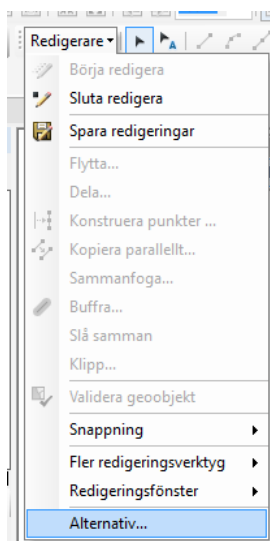 Redigerare
Börja redigera
Sluta redigera
Spara redigeringar
Flytta...
Dela...
Konstruera punkter ...
Kopiera parallellt...
Sammanfoga...
Buffra...
Slå samman
Klipp...
Validera geoobjekt
Snappning
Fler redigeringsverktyg
Redigeringsfönster
Alternativ...